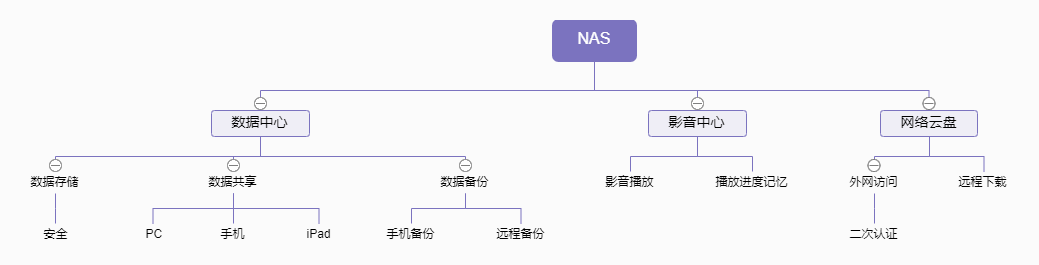 NAS
数据中心
影音中心
网络云盘
数据存储
数据共享
数据备份
影音播放
播放进度记忆
外网访问
远程下载
安全
PC
手机
iPad
手机备份
远程备份
二次认证